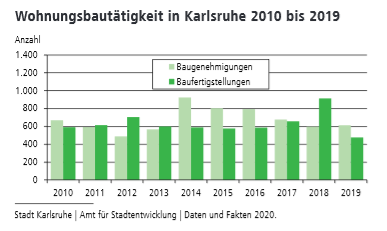 Wohnungsbautätigkeit in Karlsruhe 2010 bis 2019
Anzahl
1.400
1.200
1.000
800
600
400
200
0
Baugenehmigungen
Baufertigstellungen
2010 2011 2012 2013 2014 2015 2016 2017 2018 2019
Stadt Karlsruhe | Amt für Stadtentwicklung | Daten und Fakten 2020.